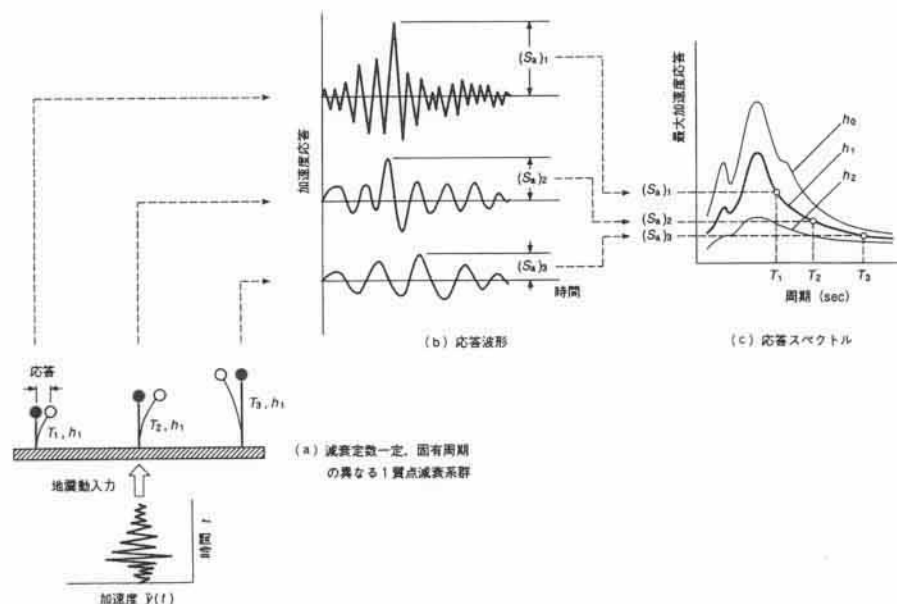 加速度応答
(Sa)₁
(Sa)₂
(Sa)₃
時間
(b) 応答波形
最大加速度応答
h₀
h₁
h₂
(Sa)₁
(Sa)₂
(Sa)₃
T₁ T₂ T₃
周期 (sec)
(c) 応答スペクトル
応答
T₁, h₁
T₂, h₁
T₃, h₁
(a) 減衰定数一定，固有周期
の異なる1質点減衰系群
地震動入力
時間 t
加速度 ÿ(t)